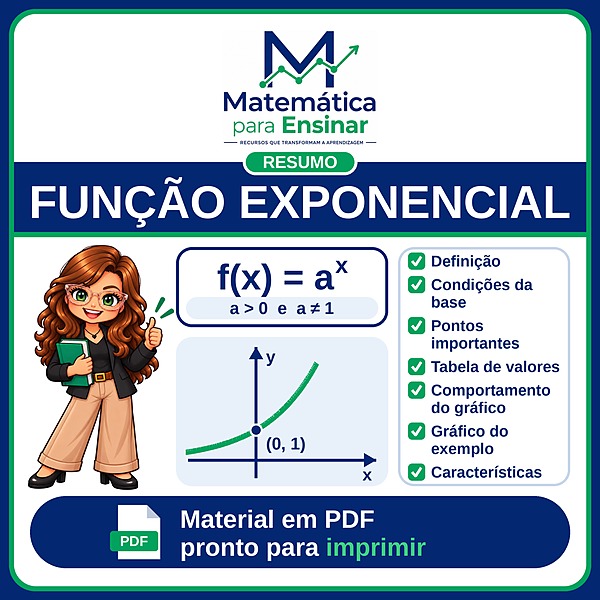 M
Matemática
para Ensinar
RECURSOS QUE TRANSFORMAM A APRENDIZAGEM
RESUMO
FUNÇÃO EXPONENCIAL
f(x) = aˣ
a > 0 e a ≠ 1
y
(0, 1)
x
Definição
Condições da
base
Pontos
importantes
Tabela de valores
Comportamento
do gráfico
Gráfico do
exemplo
Características
PDF
Material em PDF
pronto para imprimir